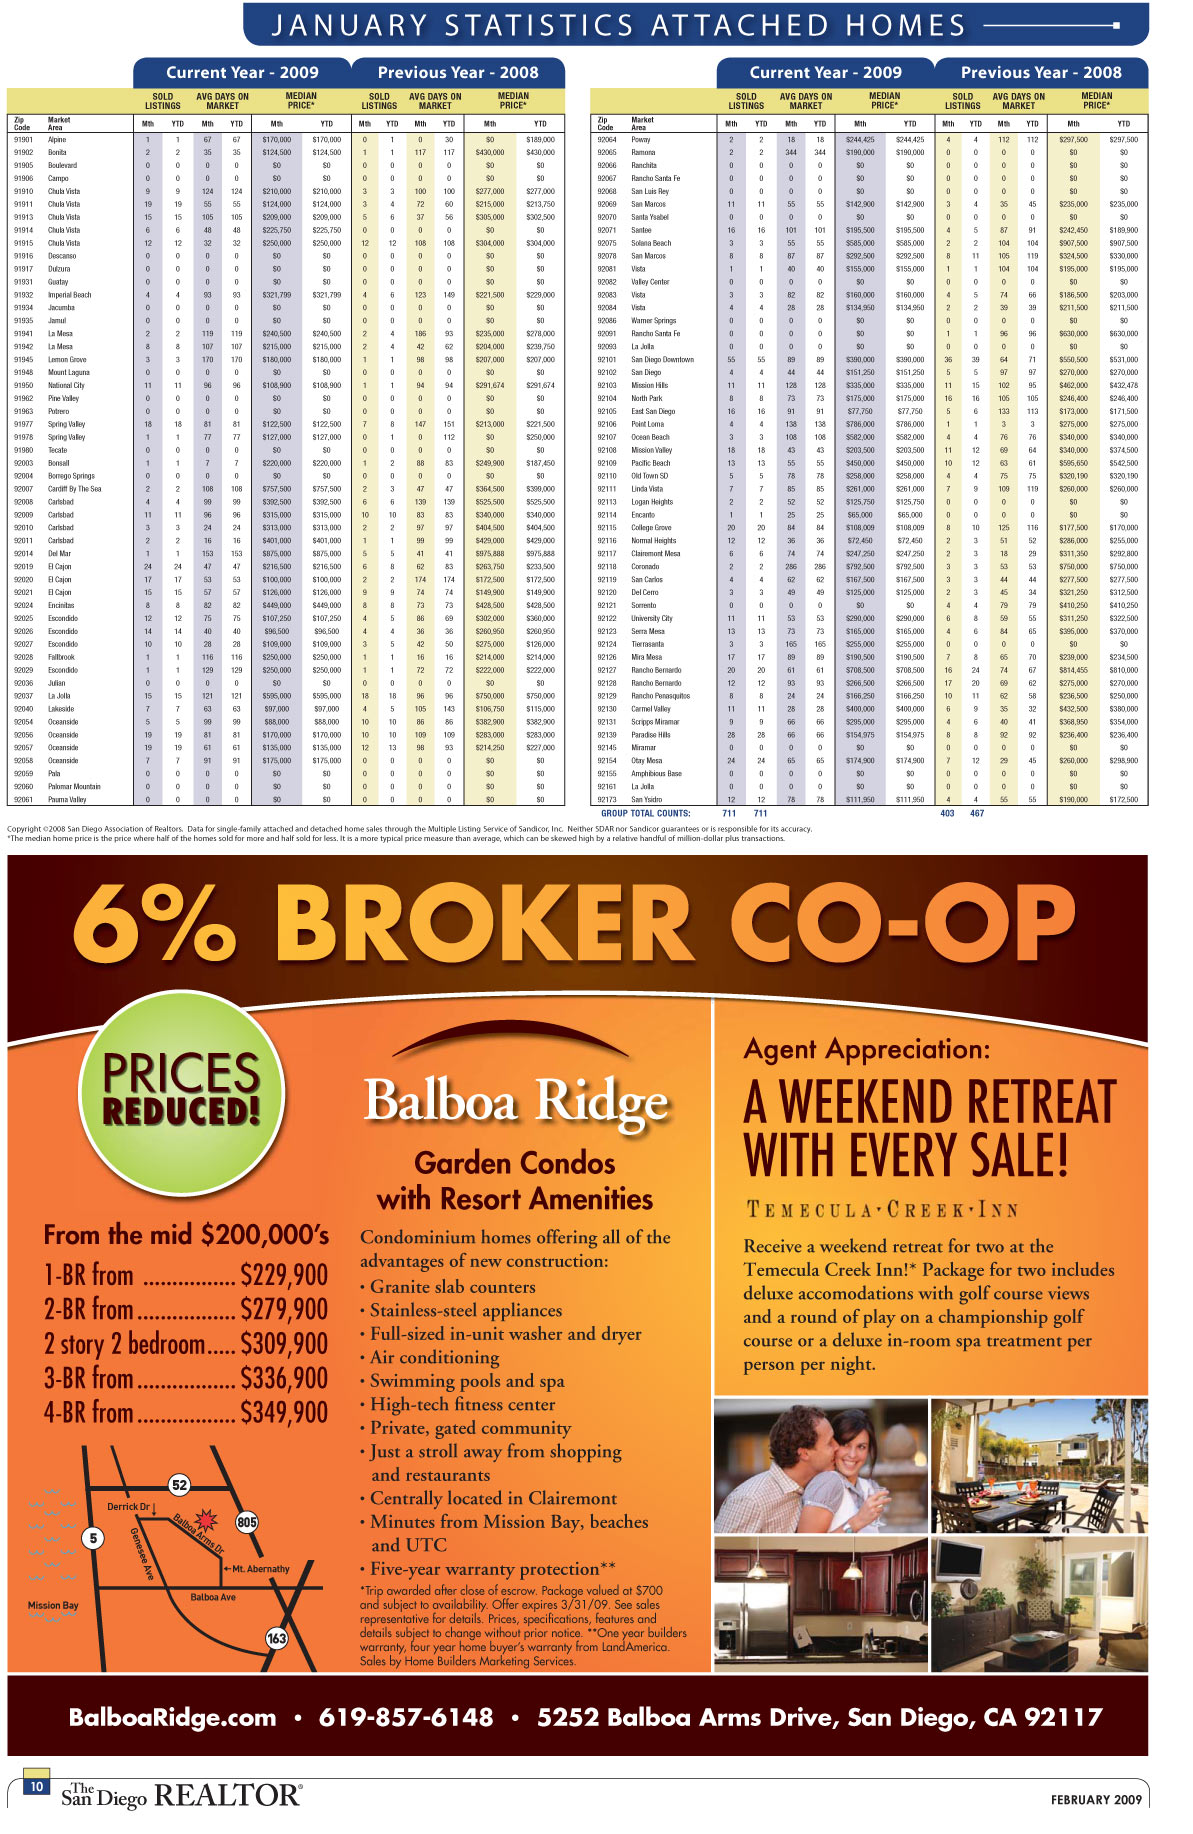 JANUARY STATISTICS ATTACHED HOMES
Current Year - 2009 Previous Year - 2008
SOLD LISTINGS AVG DAYS ON MARKET MEDIAN PRICE* SOLD LISTINGS AVG DAYS ON MARKET MEDIAN PRICE*
Zip Code Market Area Mth YTD Mth YTD Mth YTD Mth YTD Mth YTD Mth YTD
91901 Alpine 1 1 67 67 $170,000 $170,000 0 1 0 30 $0 $189,000
91902 Bonita 2 2 35 35 $124,500 $124,500 1 1 117 117 $430,000 $430,000
91905 Boulevard 0 0 0 0 $0 $0 0 0 0 0 $0 $0
91906 Campo 0 0 0 0 $0 $0 0 0 0 0 $0 $0
91910 Chula Vista 9 9 124 124 $210,000 $210,000 3 3 100 100 $277,000 $277,000
91911 Chula Vista 19 19 55 55 $124,000 $124,000 3 4 72 60 $215,000 $213,750
91913 Chula Vista 15 15 105 105 $209,000 $209,000 5 6 37 56 $305,000 $302,500
91914 Chula Vista 6 6 48 48 $225,750 $225,750 0 0 0 0 $0 $0
91915 Chula Vista 12 12 32 32 $250,000 $250,000 12 12 108 108 $304,000 $304,000
91916 Descanso 0 0 0 0 $0 $0 0 0 0 0 $0 $0
91917 Dulzura 0 0 0 0 $0 $0 0 0 0 0 $0 $0
91931 Guatay 0 0 0 0 $0 $0 0 0 0 0 $0 $0
91932 Imperial Beach 4 4 93 93 $321,799 $321,799 4 6 123 149 $221,500 $229,000
91934 Jacumba 0 0 0 0 $0 $0 0 0 0 0 $0 $0
91935 Jamul 0 0 0 0 $0 $0 0 0 0 0 $0 $0
91941 La Mesa 2 2 119 119 $240,500 $240,500 2 4 186 93 $235,000 $278,000
91942 La Mesa 8 8 107 107 $215,000 $215,000 2 4 42 62 $204,000 $239,750
91945 Lemon Grove 3 3 170 170 $180,000 $180,000 1 1 98 98 $207,000 $207,000
91948 Mount Laguna 0 0 0 0 $0 $0 0 0 0 0 $0 $0
91950 National City 11 11 96 96 $108,900 $108,900 1 1 94 94 $291,674 $291,674
91962 Pine Valley 0 0 0 0 $0 $0 0 0 0 0 $0 $0
91963 Potrero 0 0 0 0 $0 $0 0 0 0 0 $0 $0
91977 Spring Valley 18 18 81 81 $122,500 $122,500 7 8 147 151 $213,000 $221,500
91978 Spring Valley 1 1 77 77 $127,000 $127,000 0 1 0 112 $0 $250,000
91980 Tecate 0 0 0 0 $0 $0 0 0 0 0 $0 $0
92003 Bonsall 1 1 7 7 $220,000 $220,000 1 2 88 83 $249,900 $187,450
92004 Borrego Springs 0 0 0 0 $0 $0 0 0 0 0 $0 $0
92007 Cardiff By The Sea 2 2 108 108 $757,500 $757,500 2 3 47 47 $364,500 $399,000
92008 Carlsbad 4 4 99 99 $392,500 $392,500 6 6 139 139 $525,500 $525,500
92009 Carlsbad 11 11 96 96 $315,000 $315,000 10 10 83 83 $340,000 $340,000
92010 Carlsbad 3 3 24 24 $313,000 $313,000 2 2 97 97 $404,500 $404,500
92011 Carlsbad 2 2 16 16 $401,000 $401,000 1 1 99 99 $429,000 $429,000
92014 Del Mar 1 1 153 153 $875,000 $875,000 5 5 41 41 $975,888 $975,888
92019 El Cajon 24 24 47 47 $216,500 $216,500 6 8 62 63 $263,750 $233,500
92020 El Cajon 17 17 53 53 $100,000 $100,000 2 2 174 174 $172,500 $172,500
92021 El Cajon 15 15 57 57 $126,000 $126,000 9 9 74 74 $149,900 $149,900
92024 Encinitas 8 8 82 82 $449,000 $449,000 8 8 73 73 $428,500 $428,500
92025 Escondido 12 12 75 75 $107,250 $107,250 4 5 86 69 $302,000 $360,000
92026 Escondido 14 14 40 40 $96,500 $96,500 4 4 36 36 $260,950 $260,950
92027 Escondido 10 10 28 28 $109,000 $109,000 3 5 42 50 $275,000 $126,000
92028 Fallbrook 1 1 116 116 $250,000 $250,000 1 1 16 16 $214,000 $214,000
92029 Escondido 1 1 129 129 $250,000 $250,000 1 1 72 72 $222,000 $222,000
92036 Julian 0 0 0 0 $0 $0 0 0 0 0 $0 $0
92037 La Jolla 15 15 121 121 $595,000 $595,000 18 18 96 96 $750,000 $750,000
92040 Lakeside 7 7 63 63 $97,000 $97,000 4 5 105 143 $106,750 $115,000
92054 Oceanside 5 5 99 99 $88,000 $88,000 10 10 86 86 $382,900 $382,900
92056 Oceanside 19 19 81 81 $170,000 $170,000 10 10 109 109 $283,000 $283,000
92057 Oceanside 19 19 61 61 $135,000 $135,000 12 13 98 93 $214,250 $227,000
92058 Oceanside 7 7 91 91 $175,000 $175,000 0 0 0 0 $0 $0
92059 Pala 0 0 0 0 $0 $0 0 0 0 0 $0 $0
92060 Palomar Mountain 0 0 0 0 $0 $0 0 0 0 0 $0 $0
92061 Pauma Valley 0 0 0 0 $0 $0 0 0 0 0 $0 $0
Current Year - 2009 Previous Year - 2008
SOLD LISTINGS AVG DAYS ON MARKET MEDIAN PRICE* SOLD LISTINGS AVG DAYS ON MARKET MEDIAN PRICE*
Zip Code Market Area Mth YTD Mth YTD Mth YTD Mth YTD Mth YTD Mth YTD
92064 Poway 2 2 18 18 $244,425 $244,425 4 4 112 112 $297,500 $297,500
92065 Ramona 2 2 344 344 $190,000 $190,000 0 0 0 0 $0 $0
92066 Ranchita 0 0 0 0 $0 $0 0 0 0 0 $0 $0
92067 Rancho Santa Fe 0 0 0 0 $0 $0 0 0 0 0 $0 $0
92068 San Luis Rey 0 0 0 0 $0 $0 0 0 0 0 $0 $0
92069 San Marcos 11 11 55 55 $142,900 $142,900 3 4 35 45 $235,000 $235,000
92070 Santa Ysabel 0 0 0 0 $0 $0 0 0 0 0 $0 $0
92071 Santee 16 16 101 101 $195,500 $195,500 4 5 87 91 $242,450 $189,900
92075 Solana Beach 3 3 55 55 $585,000 $585,000 2 2 104 104 $907,500 $907,500
92078 San Marcos 8 8 87 87 $292,500 $292,500 8 11 105 119 $324,500 $330,000
92081 Vista 1 1 40 40 $155,000 $155,000 1 1 104 104 $195,000 $195,000
92082 Valley Center 0 0 0 0 $0 $0 0 0 0 0 $0 $0
92083 Vista 3 3 82 82 $160,000 $160,000 4 5 74 66 $186,500 $203,000
92084 Vista 4 4 28 28 $134,950 $134,950 2 2 39 39 $211,500 $211,500
92086 Warner Springs 0 0 0 0 $0 $0 0 0 0 0 $0 $0
92091 Rancho Santa Fe 0 0 0 0 $0 $0 1 1 96 96 $630,000 $630,000
92093 La Jolla 0 0 0 0 $0 $0 0 0 0 0 $0 $0
92101 San Diego Downtown 55 55 89 89 $390,000 $390,000 36 39 64 71 $550,500 $531,000
92102 San Diego 4 4 44 44 $151,250 $151,250 5 5 97 97 $270,000 $270,000
92103 Mission Hills 11 11 128 128 $335,000 $335,000 11 15 102 95 $462,000 $432,478
92104 North Park 8 8 73 73 $175,000 $175,000 16 16 105 105 $246,400 $246,400
92105 East San Diego 16 16 91 91 $77,750 $77,750 5 6 133 113 $173,000 $171,500
92106 Point Loma 4 4 138 138 $786,000 $786,000 1 1 3 3 $275,000 $275,000
92107 Ocean Beach 3 3 108 108 $582,000 $582,000 4 4 76 76 $340,000 $340,000
92108 Mission Valley 18 18 43 43 $203,500 $203,500 11 12 69 64 $340,000 $374,500
92109 Pacific Beach 13 13 55 55 $450,000 $450,000 10 12 63 61 $595,650 $542,500
92110 Old Town SD 5 5 78 78 $258,000 $258,000 4 4 75 75 $320,190 $320,190
92111 Linda Vista 7 7 85 85 $261,000 $261,000 7 9 109 119 $260,000 $260,000
92113 Logan Heights 2 2 52 52 $125,750 $125,750 0 0 0 0 $0 $0
92114 Encanto 1 1 25 25 $65,000 $65,000 0 0 0 0 $0 $0
92115 College Grove 20 20 84 84 $108,009 $108,009 8 10 125 116 $177,500 $170,000
92116 Normal Heights 12 12 36 36 $72,450 $72,450 2 3 51 52 $286,000 $255,000
92117 Clairemont Mesa 6 6 74 74 $247,250 $247,250 2 3 18 29 $311,350 $292,800
92118 Coronado 2 2 286 286 $792,500 $792,500 3 3 53 53 $750,000 $750,000
92119 San Carlos 4 4 62 62 $167,500 $167,500 3 3 44 44 $277,500 $277,500
92120 Del Cerro 3 3 49 49 $125,000 $125,000 2 3 45 34 $321,250 $312,500
92121 Sorrento 0 0 0 0 $0 $0 4 4 79 79 $410,250 $410,250
92122 University City 11 11 53 53 $290,000 $290,000 6 8 59 55 $311,250 $322,500
92123 Serra Mesa 13 13 73 73 $165,000 $165,000 4 6 84 65 $395,000 $370,000
92124 Tierrasanta 3 3 165 165 $255,000 $255,000 0 0 0 0 $0 $0
92126 Mira Mesa 17 17 89 89 $190,500 $190,500 7 8 65 70 $239,000 $234,500
92127 Rancho Bernardo 20 20 61 61 $708,500 $708,500 16 24 74 67 $814,455 $810,000
92128 Rancho Bernardo 12 12 93 93 $266,500 $266,500 17 20 69 62 $275,000 $270,000
92129 Rancho Penasquitos 8 8 24 24 $166,250 $166,250 10 11 62 58 $236,500 $250,000
92130 Carmel Valley 11 11 28 28 $400,000 $400,000 6 9 35 32 $432,500 $380,000
92131 Scripps Miramar 9 9 66 66 $295,000 $295,000 4 6 40 41 $368,950 $354,000
92139 Paradise Hills 28 28 66 66 $154,975 $154,975 8 8 92 92 $236,400 $236,400
92145 Miramar 0 0 0 0 $0 $0 0 0 0 0 $0 $0
92154 Otay Mesa 24 24 65 65 $174,900 $174,900 7 12 29 45 $260,000 $298,900
92155 Amphibious Base 0 0 0 0 $0 $0 0 0 0 0 $0 $0
92161 La Jolla 0 0 0 0 $0 $0 0 0 0 0 $0 $0
92173 San Ysidro 12 12 78 78 $111,950 $111,950 4 4 55 55 $190,000 $172,500
GROUP TOTAL COUNTS: 711 711 403 467
Copyright ©2008 San Diego Association of Realtors. Data for single-family attached and detached home sales through the Multiple Listing Service of Sandicor, Inc. Neither SDAR nor Sandicor guarantees or is responsible for its accuracy.
*The median home price is the price where half of the homes sold for more and half sold for less. It is a more typical price measure than average, which can be skewed high by a relative handful of million-dollar plus transactions.
6% BROKER CO-OP
PRICES
REDUCED!
From the mid $200,000's
1-BR from ................ $229,900
2-BR from ................ $279,900
2 story 2 bedroom..... $309,900
3-BR from ................. $336,900
4-BR from ................. $349,900
52
Derrick Dr
Balboa Arms Dr
805
5
Genesee Ave
Mt. Abernathy
Balboa Ave
Mission Bay
163
Balboa Ridge
Garden Condos
with Resort Amenities
Condominium homes offering all of the
advantages of new construction:
· Granite slab counters
· Stainless-steel appliances
· Full-sized in-unit washer and dryer
· Air conditioning
· Swimming pools and spa
· High-tech fitness center
· Private, gated community
· Just a stroll away from shopping
and restaurants
· Centrally located in Clairemont
· Minutes from Mission Bay, beaches
and UTC
· Five-year warranty protection**
*Trip awarded after close of escrow. Package valued at $700
and subject to availability. Offer expires 3/31/09. See sales
representative for details. Prices, specifications, features and
details subject to change without prior notice. **One year builders
warranty, four year home buyer's warranty from LandAmerica.
Sales by Home Builders Marketing Services.
Agent Appreciation:
A WEEKEND RETREAT
WITH EVERY SALE!
TEMECULA·CREEK·INN
Receive a weekend retreat for two at the
Temecula Creek Inn!* Package for two includes
deluxe accomodations with golf course views
and a round of play on a championship golf
course or a deluxe in-room spa treatment per
person per night.
BalboaRidge.com • 619-857-6148 • 5252 Balboa Arms Drive, San Diego, CA 92117
10
The San Diego REALTOR®
FEBRUARY 2009